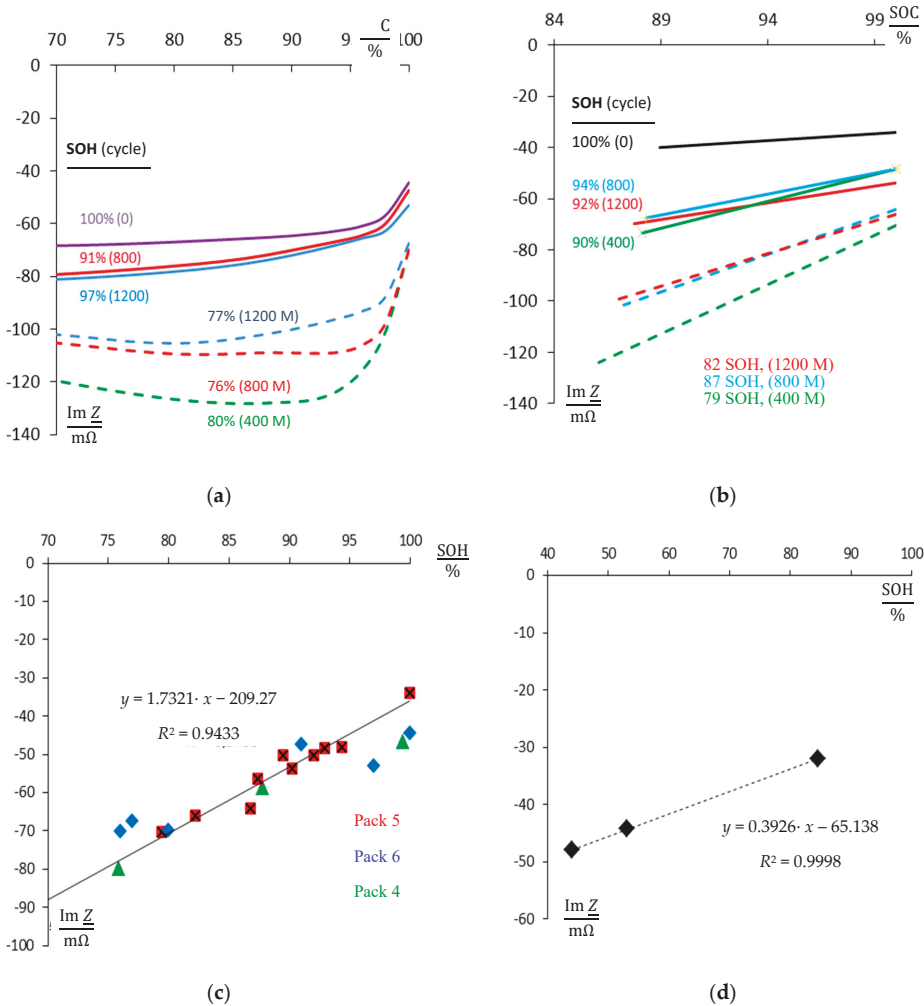 C
70 75 80 85 90 95 100
%
0
-20
-40
SOH (cycle)
-60
100% (0)
-80
91% (800)
97% (1200)
77% (1200 M)
-100
-120
76% (800 M)
80% (400 M)
Im Z
mΩ
-140
(a)
SOC
84 89 94 99
%
0
-20
SOH (cycle)
100% (0)
-40
94% (800)
-60
92% (1200)
90% (400)
-80
-100
-120
82 SOH, (1200 M)
87 SOH, (800 M)
79 SOH, (400 M)
Im Z
mΩ
-140
(b)
70 75 80 85 90 95 100
SOH
%
0
-10
-20
-30
y = 1.7321· x − 209.27
-40
R² = 0.9433
-50
-60
Pack 5
-70
Pack 6
-80
Pack 4
-90
Im Z
mΩ
-100
(c)
40 50 60 70 80 90 100
SOH
%
0
-10
-20
-30
-40
y = 0.3926· x − 65.138
R² = 0.9998
-50
Im Z
mΩ
-60
(d)